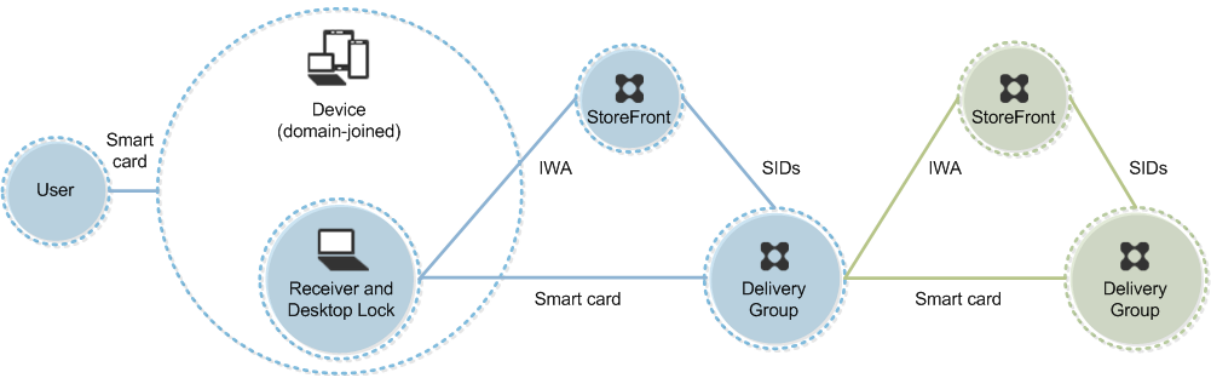 User
Smart
card
Device
(domain-joined)
Receiver and
Desktop Lock
IWA
StoreFront
SIDs
Smart card
Delivery
Group
IWA
StoreFront
SIDs
Smart card
Delivery
Group